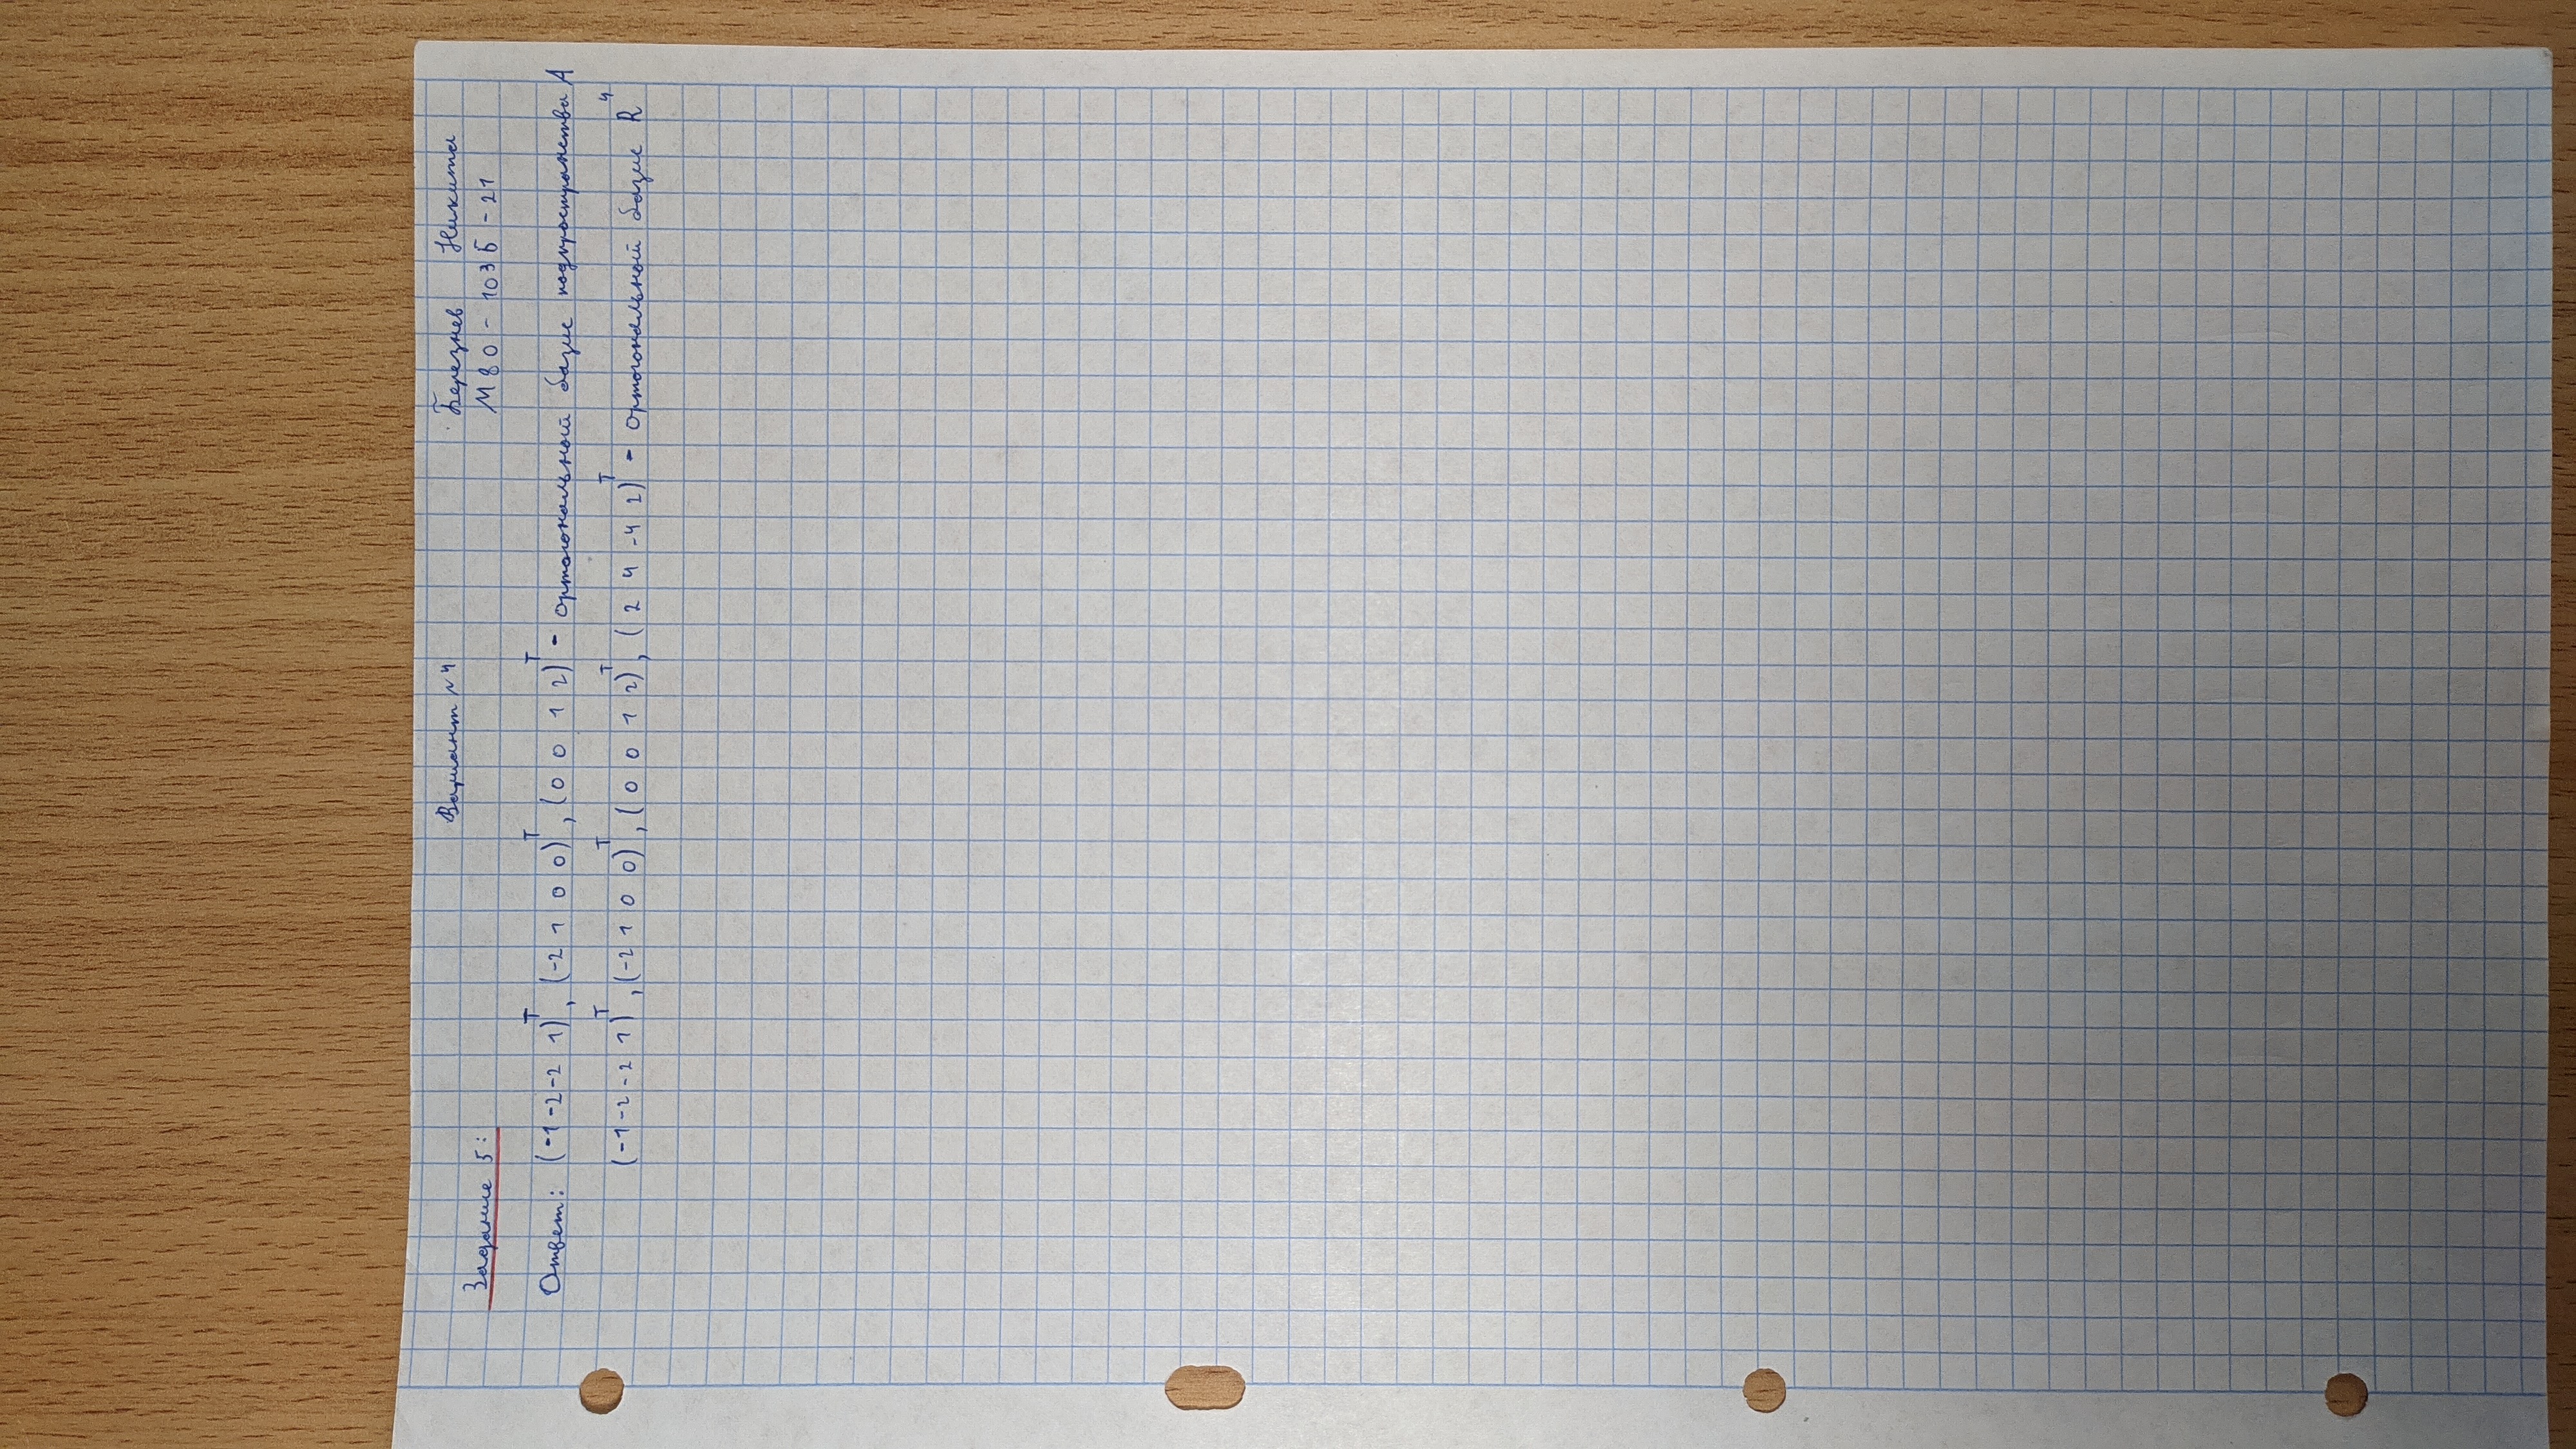 Вариант №4
Березнев Никита
Задание 5:
М80-103Б-21
Ответ: (-1 -2 -2 1)ᵀ, (-2 1 0 0)ᵀ, (0 0 1 2)ᵀ - ортогональный базис подпространства A
(-1 -2 -2 1)ᵀ, (-2 1 0 0)ᵀ, (0 0 1 2)ᵀ, (2 4 -4 2)ᵀ - ортогональный базис R⁴